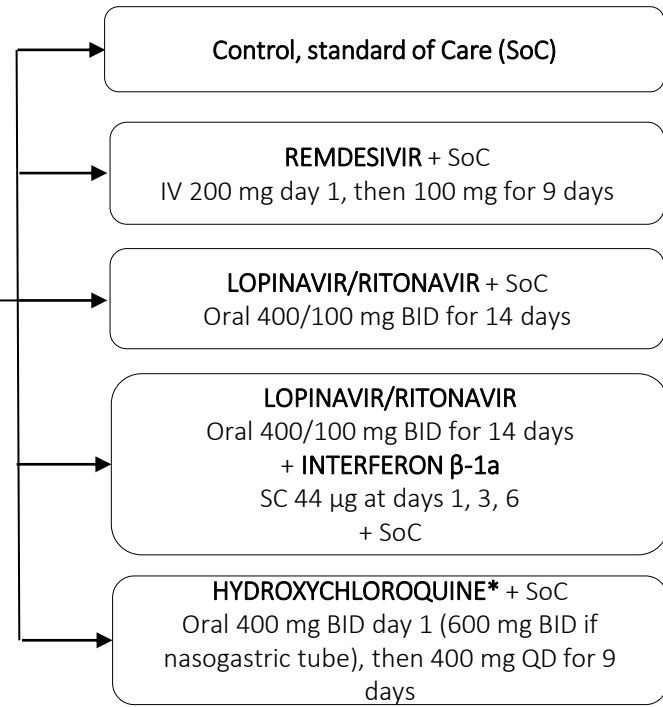 Control, standard of Care (SoC)
REMDESIVIR + SoC
IV 200 mg day 1, then 100 mg for 9 days
LOPINAVIR/RITONAVIR + SoC
Oral 400/100 mg BID for 14 days
LOPINAVIR/RITONAVIR
Oral 400/100 mg BID for 14 days
+ INTERFERON β-1a
SC 44 μg at days 1, 3, 6
+ SoC
HYDROXYCHLOROQUINE* + SoC
Oral 400 mg BID day 1 (600 mg BID if
nasogastric tube), then 400 mg QD for 9
days